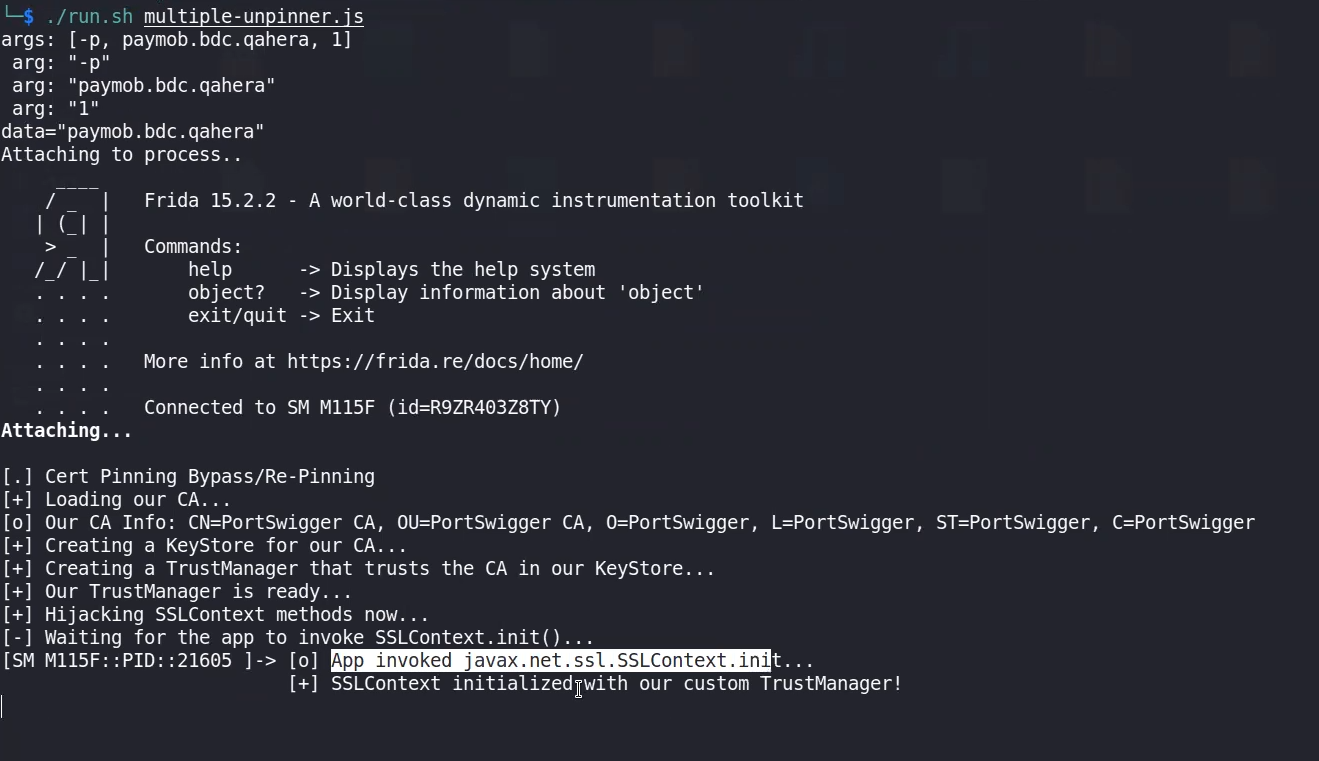 └─$ ./run.sh multiple-unpinner.js
args: [-p, paymob.bdc.qahera, 1]
 arg: "-p"
 arg: "paymob.bdc.qahera"
 arg: "1"
data="paymob.bdc.qahera"
Attaching to process..
     ____
    / _  |   Frida 15.2.2 - A world-class dynamic instrumentation toolkit
   | (_| |
    > _  |   Commands:
   /_/ |_|       help      -> Displays the help system
   . . . .       object?   -> Display information about 'object'
   . . . .       exit/quit -> Exit
   . . . .
   . . . .   More info at https://frida.re/docs/home/
   . . . .
   . . . .   Connected to SM M115F (id=R9ZR403Z8TY)
Attaching...

[.] Cert Pinning Bypass/Re-Pinning
[+] Loading our CA...
[o] Our CA Info: CN=PortSwigger CA, OU=PortSwigger CA, O=PortSwigger, L=PortSwigger, ST=PortSwigger, C=PortSwigger
[+] Creating a KeyStore for our CA...
[+] Creating a TrustManager that trusts the CA in our KeyStore...
[+] Our TrustManager is ready...
[+] Hijacking SSLContext methods now...
[-] Waiting for the app to invoke SSLContext.init()...
[SM M115F::PID::21605 ]-> [o] App invoked javax.net.ssl.SSLContext.init...
                          [+] SSLContext initialized with our custom TrustManager!